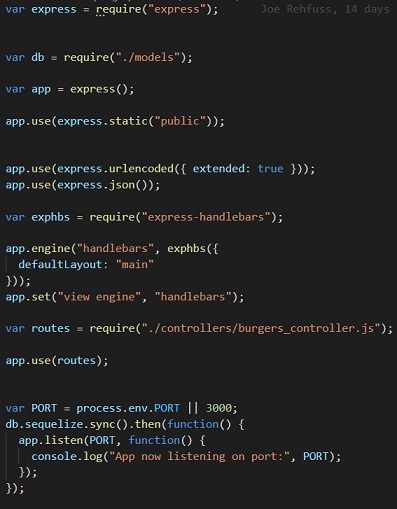 var express = require("express");    Joe Rehfuss, 14 days
var db = require("./models");
var app = express();
app.use(express.static("public"));
app.use(express.urlencoded({ extended: true }));
app.use(express.json());
var exphbs = require("express-handlebars");
app.engine("handlebars", exphbs({
  defaultLayout: "main"
}));
app.set("view engine", "handlebars");
var routes = require("./controllers/burgers_controller.js");
app.use(routes);
var PORT = process.env.PORT || 3000;
db.sequelize.sync().then(function() {
  app.listen(PORT, function() {
    console.log("App now listening on port:", PORT);
  });
});